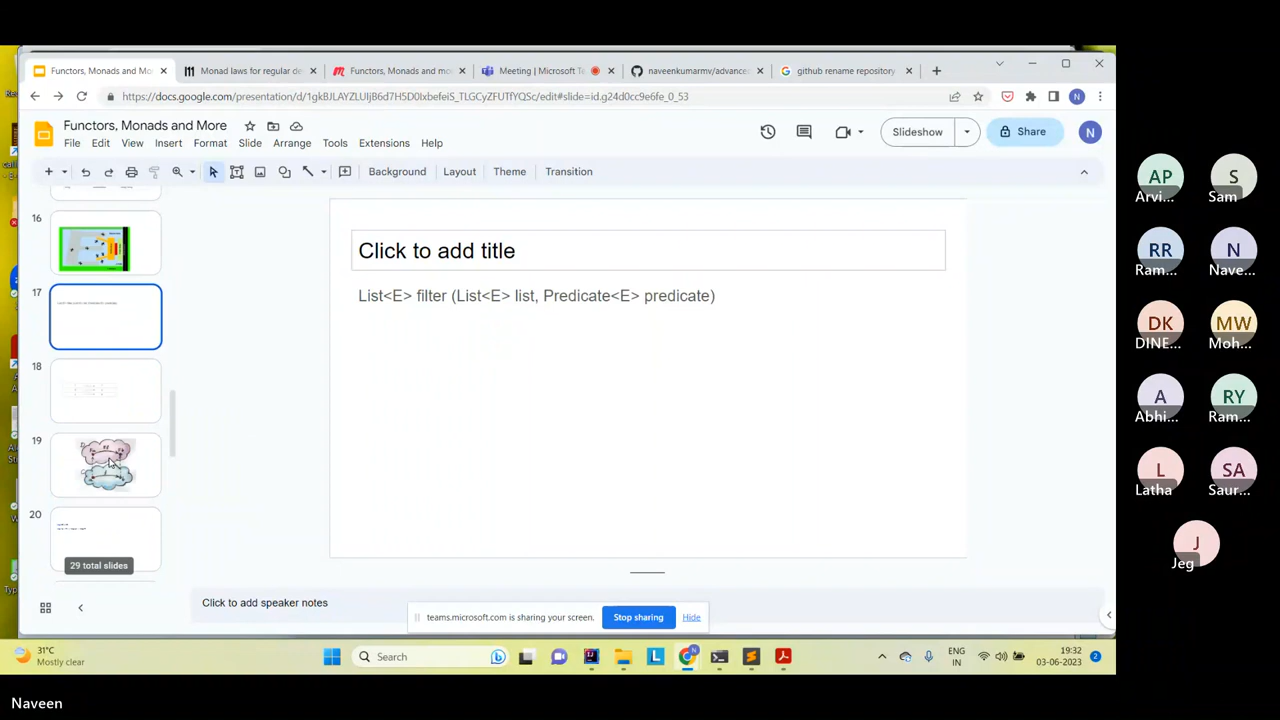 Functors, Monads and Mo
Monad laws for regular de
Functors, Monads and mo
Meeting | Microsoft Te
naveenkumarmv/advance
github rename repository
https://docs.google.com/presentation/d/1gkBJLAYZLUIjB6d7H5D0IxbefeiS_TLGCyZFUTfYQSc/edit#slide=id.g24d0cc9e6fe_0_53
Functors, Monads and More
File Edit View Insert Format Slide Arrange Tools Extensions Help
Slideshow
Share
N
Background Layout Theme Transition
16
17
18
19
20
29 total slides
Click to add title
List<E> filter (List<E> list, Predicate<E> predicate)
Click to add speaker notes
teams.microsoft.com is sharing your screen.
Stop sharing
Hide
31°C
Mostly clear
Search
ENG
IN
19:32
03-06-2023
2
AP
Arvi...
S
Sam
RR
Ram...
N
Nave...
DK
DINE...
MW
Moh...
A
Abhi...
RY
Ram...
L
Latha
SA
Saur...
J
Jeg
Naveen